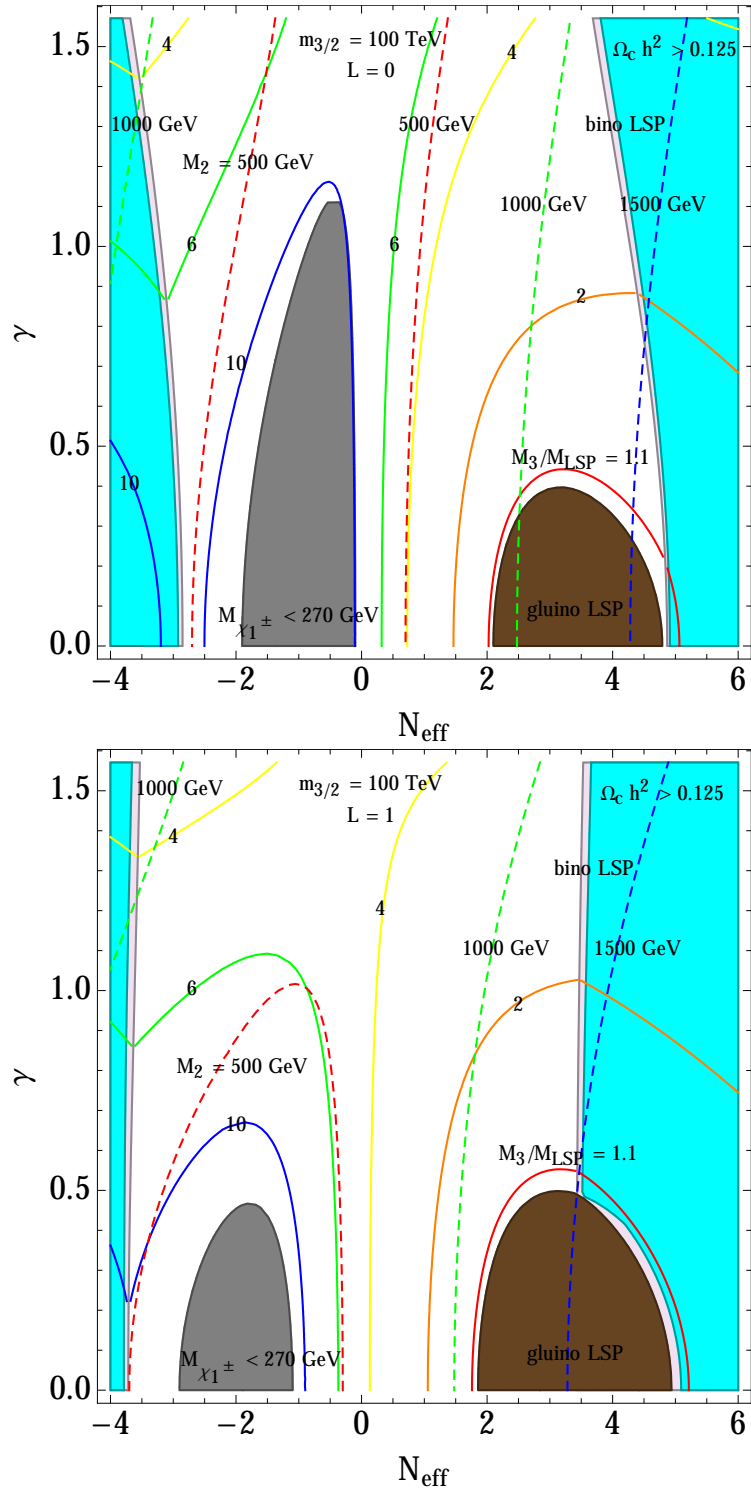 1.5
4
m3/2 = 100 TeV
L = 0
4
Ωc h² > 0.125
1000 GeV
500 GeV
bino LSP
M2 = 500 GeV
1000 GeV
1500 GeV
1.0
6
6
γ
2
10
0.5
M3/MLSP = 1.1
10
Mχ1± < 270 GeV
gluino LSP
0.0
−4
−2
0
2
4
6
Neff
1.5
1000 GeV
m3/2 = 100 TeV
Ωc h² > 0.125
L = 1
4
bino LSP
4
1000 GeV
1500 GeV
1.0
6
2
γ
M2 = 500 GeV
10
M3/MLSP = 1.1
0.5
Mχ1± < 270 GeV
gluino LSP
0.0
−4
−2
0
2
4
6
Neff